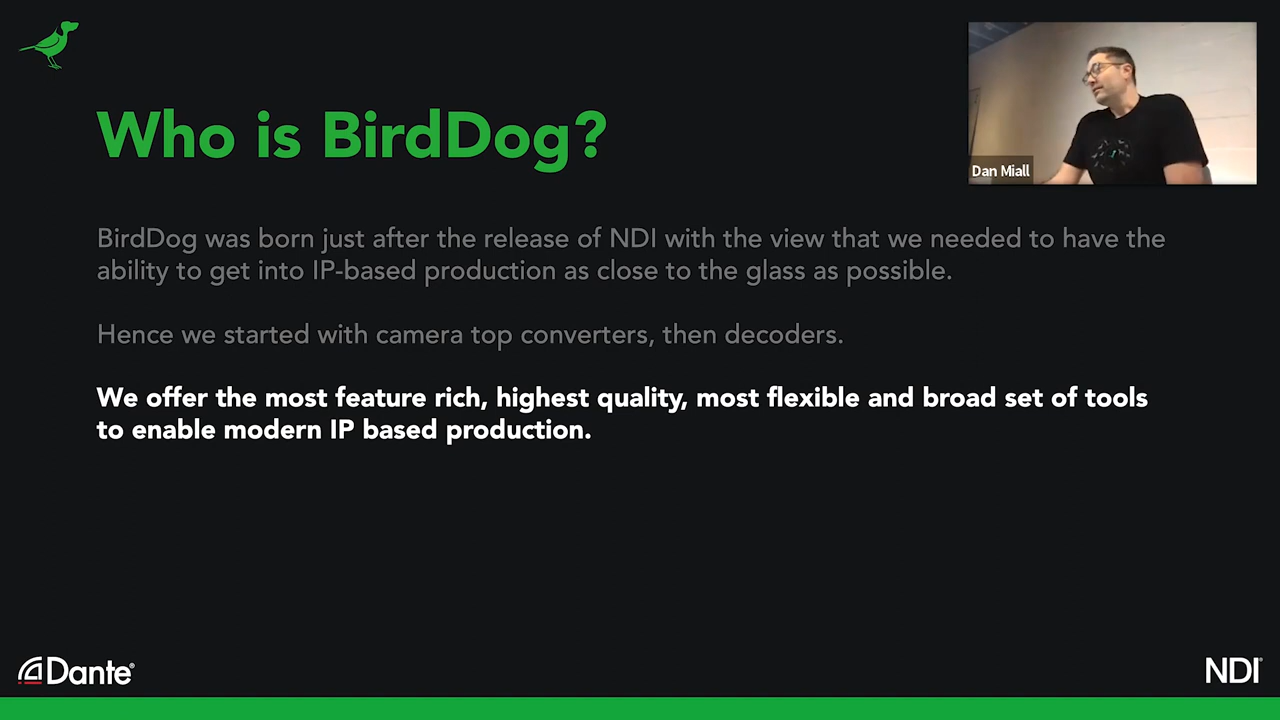 Who is BirdDog?
Dan Miall
BirdDog was born just after the release of NDI with the view that we needed to have the
ability to get into IP-based production as close to the glass as possible.
Hence we started with camera top converters, then decoders.
We offer the most feature rich, highest quality, most flexible and broad set of tools
to enable modern IP based production.
Dante®
NDI®